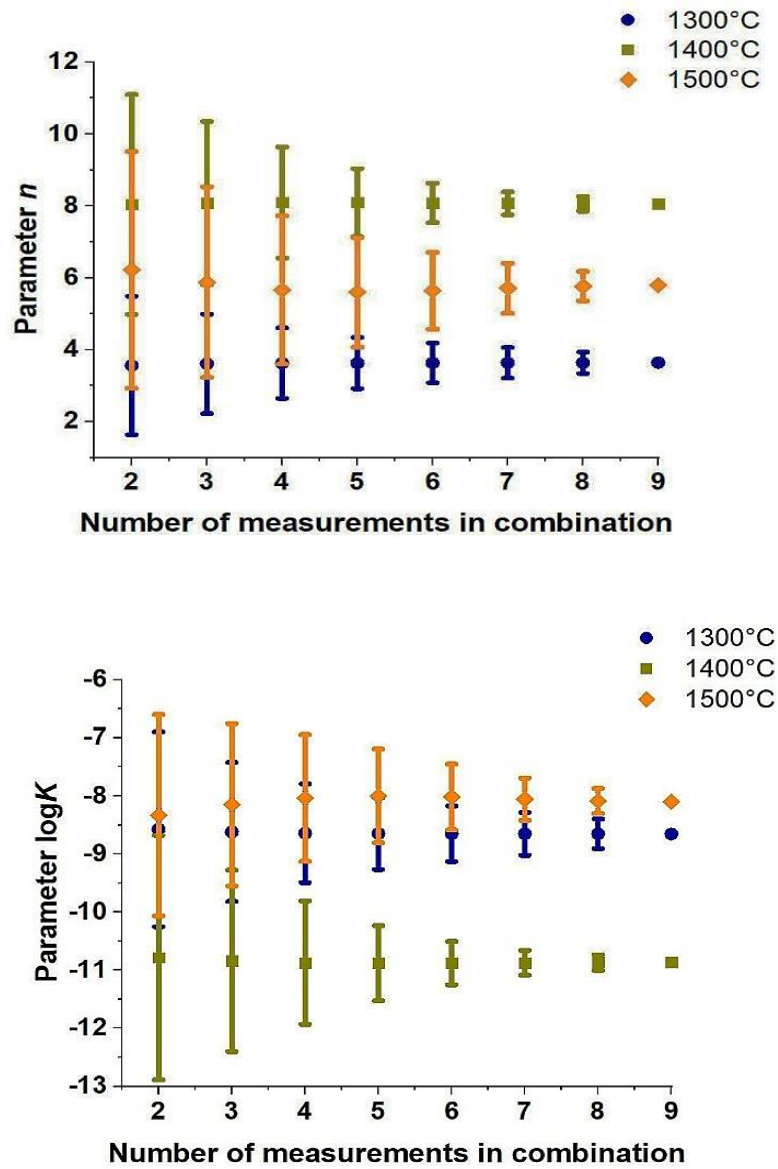 1300°C
1400°C
1500°C
12
10
8
6
4
2
Parameter n
2 3 4 5 6 7 8 9
Number of measurements in combination
1300°C
1400°C
1500°C
-6
-7
-8
-9
-10
-11
-12
-13
Parameter logK
2 3 4 5 6 7 8 9
Number of measurements in combination